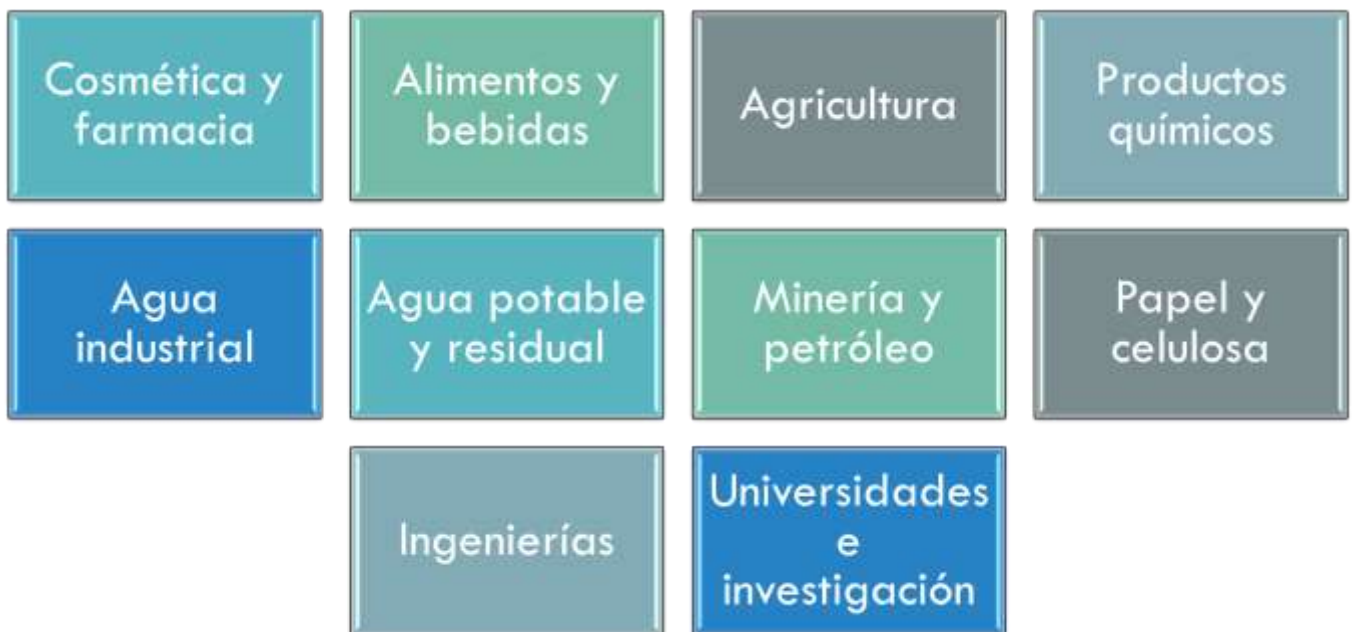 Cosmética y
farmacia
Alimentos y
bebidas
Agricultura
Productos
químicos
Agua
industrial
Agua potable
y residual
Minería y
petróleo
Papel y
celulosa
Ingenierías
Universidades
e
investigación